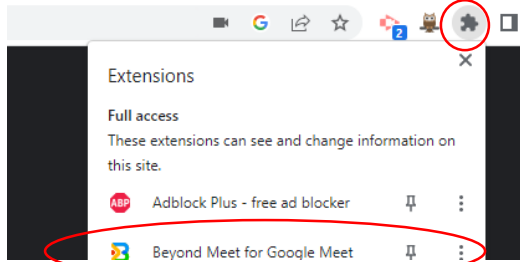 2
Extensions
Full access
These extensions can see and change information on
this site.
ABP Adblock Plus - free ad blocker
Beyond Meet for Google Meet